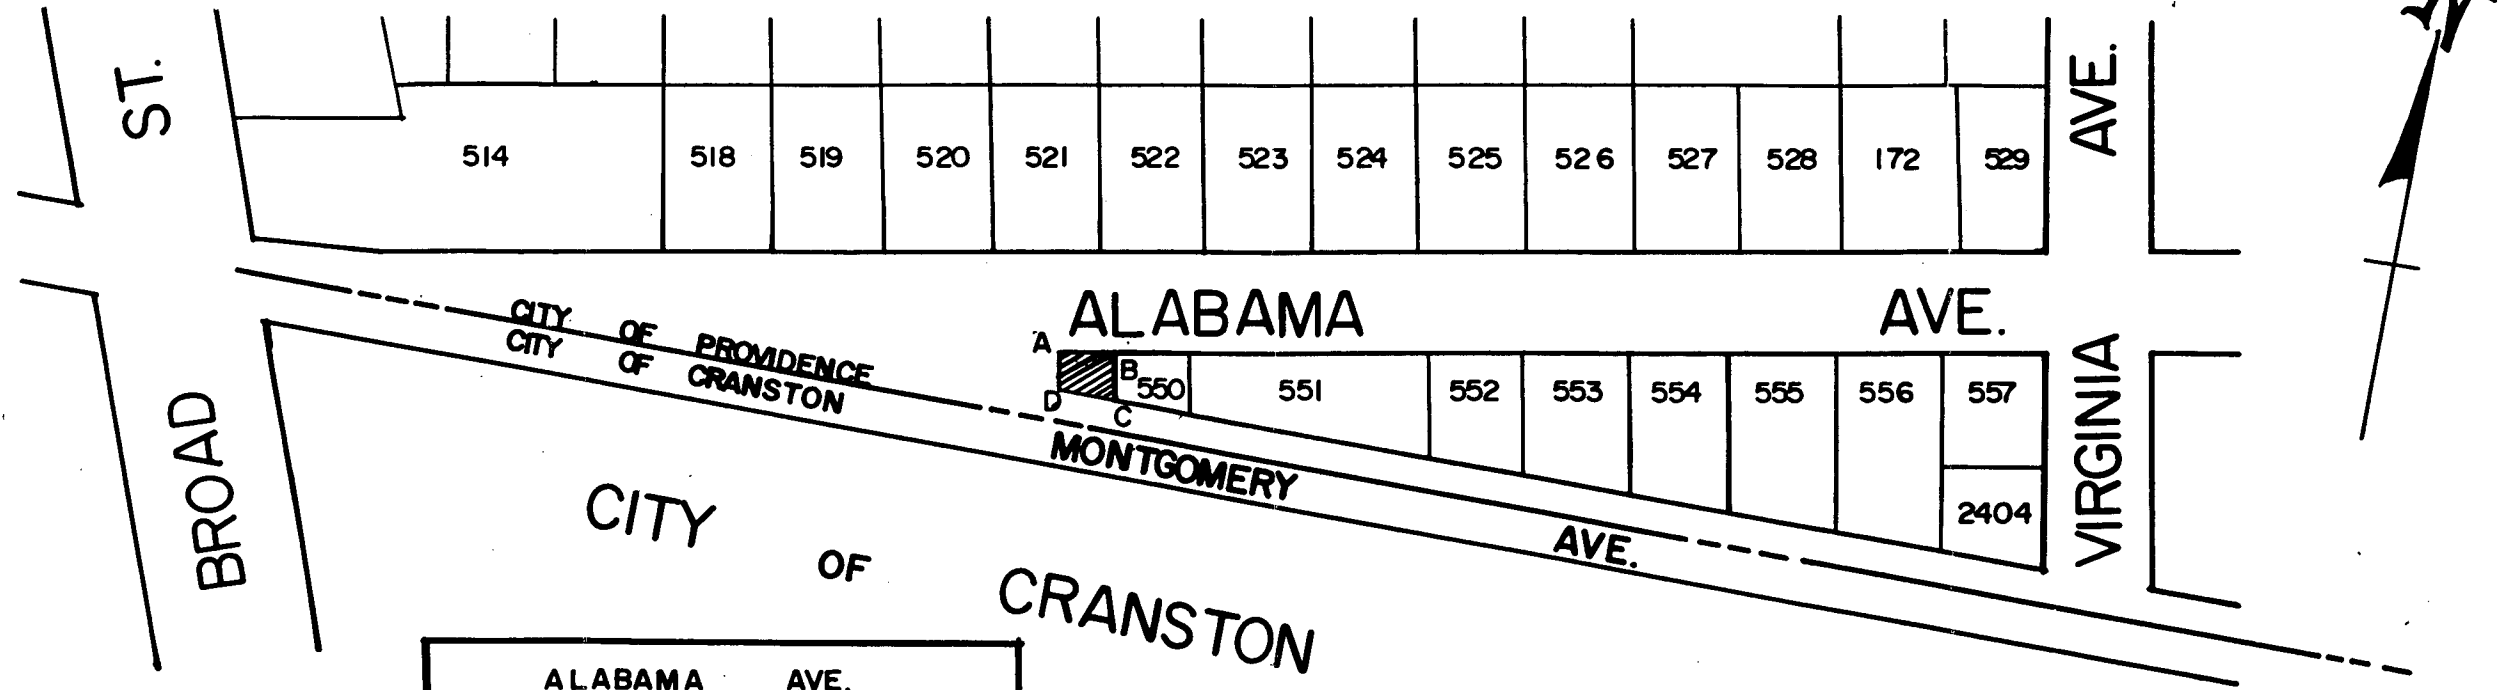 ST.
AVE.
514 518 519 520 521 522 523 524 525 526 527 528 172 529
ALABAMA AVE.
CITY OF PROVIDENCE
CITY OF CRANSTON
A
B
C
D
550 551 552 553 554 555 556 557
2404
MONTGOMERY AVE.
VIRGINIA
BROAD
CITY OF CRANSTON
ALABAMA AVE.